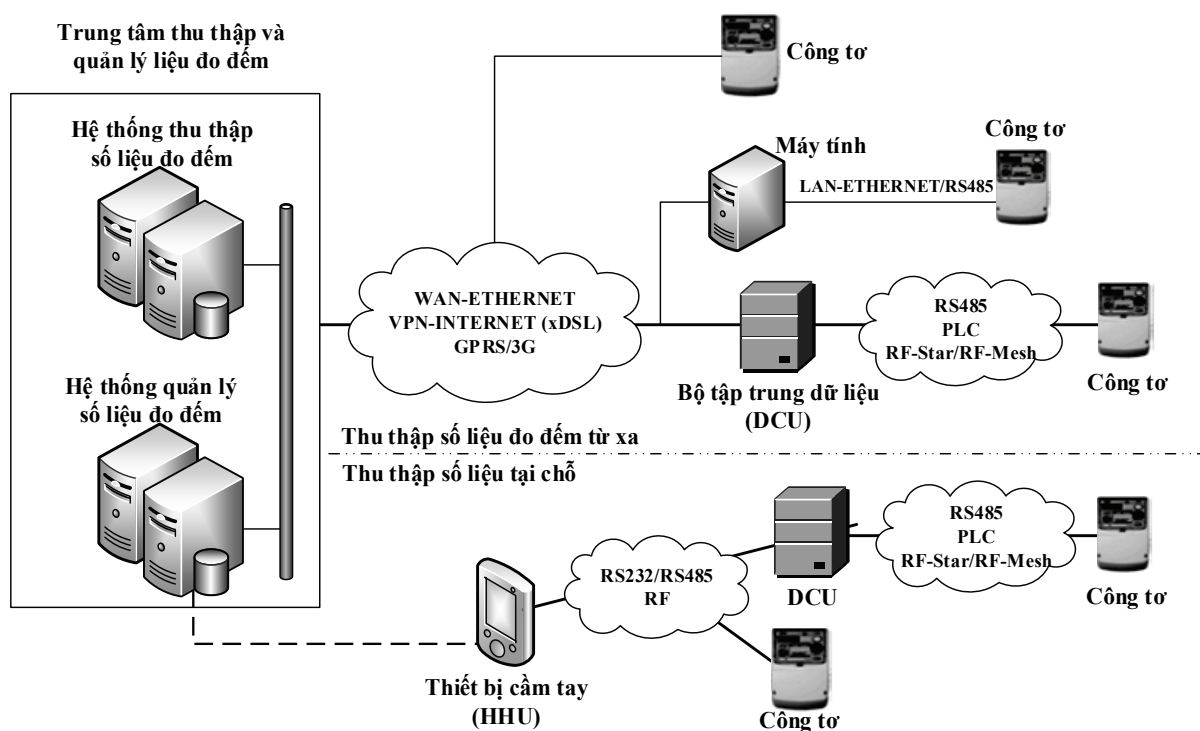 Trung tâm thu thập và
quản lý liệu đo đếm
Hệ thống thu thập
số liệu đo đếm
Hệ thống quản lý
số liệu đo đếm
WAN-ETHERNET
VPN-INTERNET (xDSL)
GPRS/3G
Công tơ
Máy tính
LAN-ETHERNET/RS485
Công tơ
Bộ tập trung dữ liệu
(DCU)
RS485
PLC
RF-Star/RF-Mesh
Công tơ
Thu thập số liệu đo đếm từ xa
Thu thập số liệu tại chỗ
Thiết bị cầm tay
(HHU)
RS232/RS485
RF
DCU
RS485
PLC
RF-Star/RF-Mesh
Công tơ
Công tơ